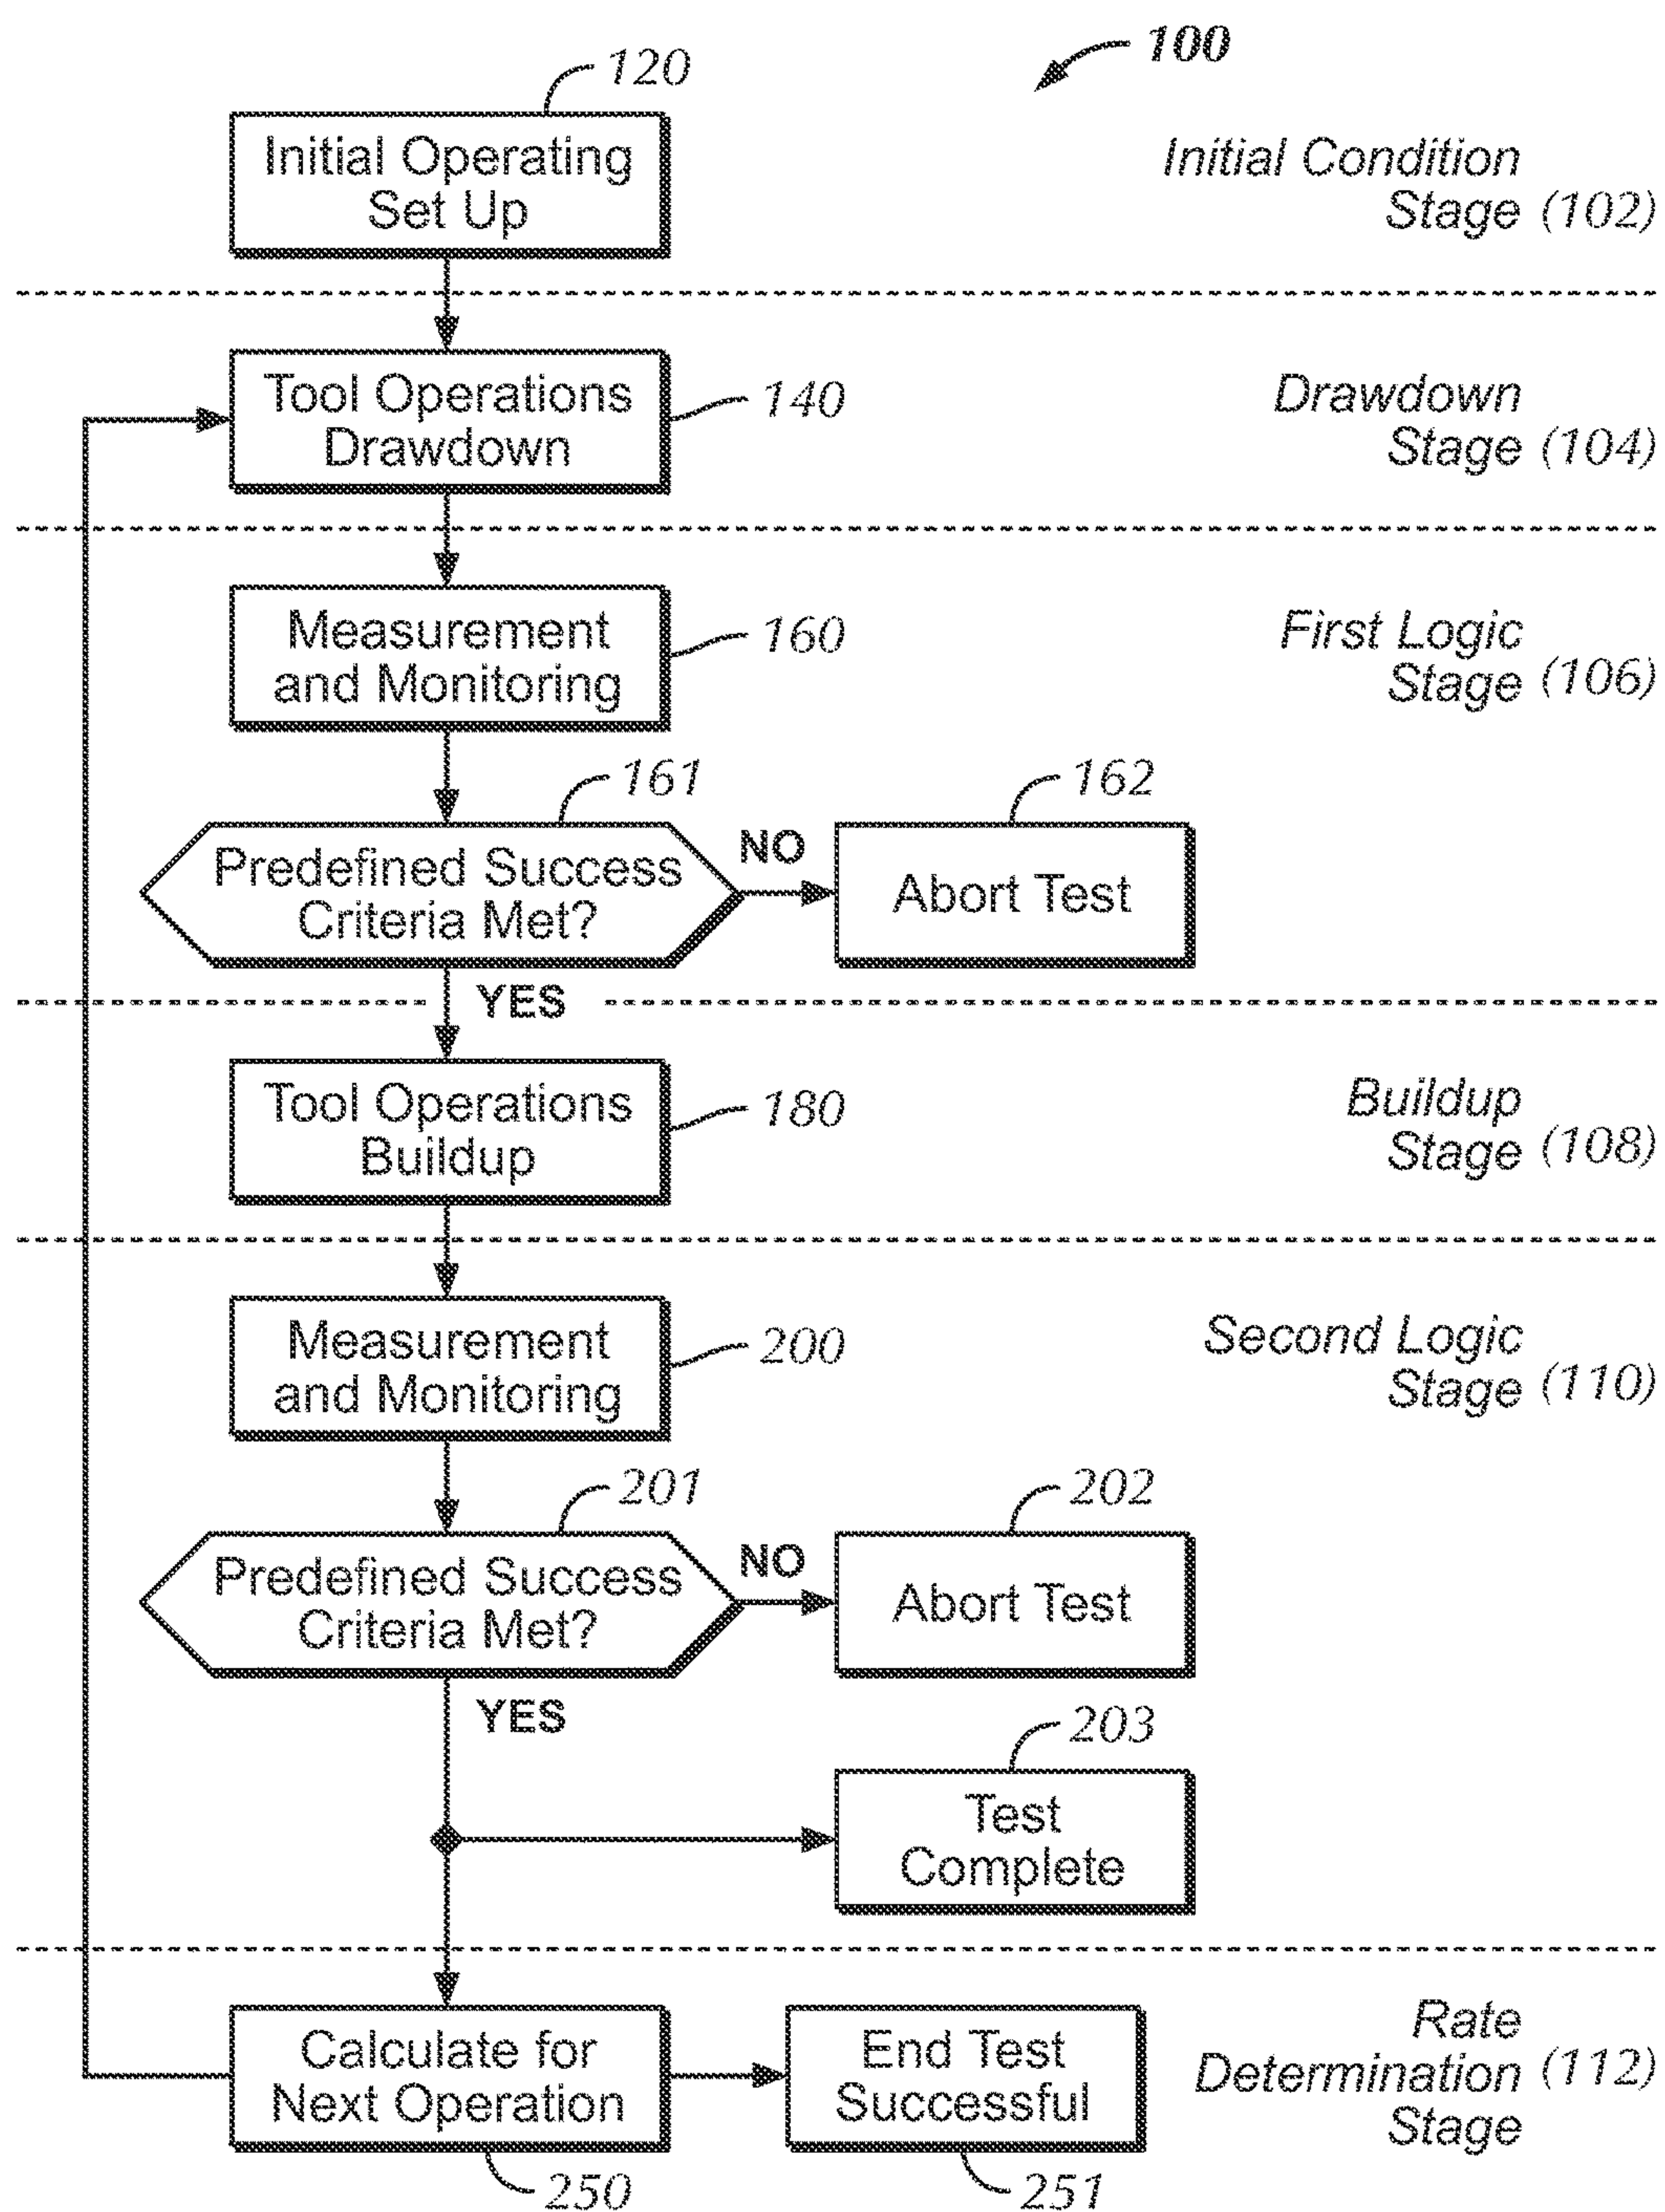 100
120
Initial Operating
Set Up
Initial Condition
Stage (102)
Tool Operations
Drawdown
140
Drawdown
Stage (104)
Measurement
and Monitoring
160
First Logic
Stage (106)
161
Predefined Success
Criteria Met?
NO
162
Abort Test
YES
Tool Operations
Buildup
180
Buildup
Stage (108)
Measurement
and Monitoring
200
Second Logic
Stage (110)
201
Predefined Success
Criteria Met?
NO
202
Abort Test
YES
203
Test
Complete
Calculate for
Next Operation
250
End Test
Successful
251
Rate
Determination (112)
Stage